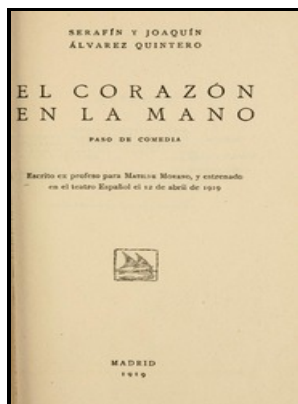 SERAFÍN Y JOAQUÍN
ÁLVAREZ QUINTERO
EL CORAZÓN
EN LA MANO
PASO DE COMEDIA
Escrito ex profeso para MATILDE MORENO, y estrenado
en el teatro Español el 12 de abril de 1919
MADRID
1919